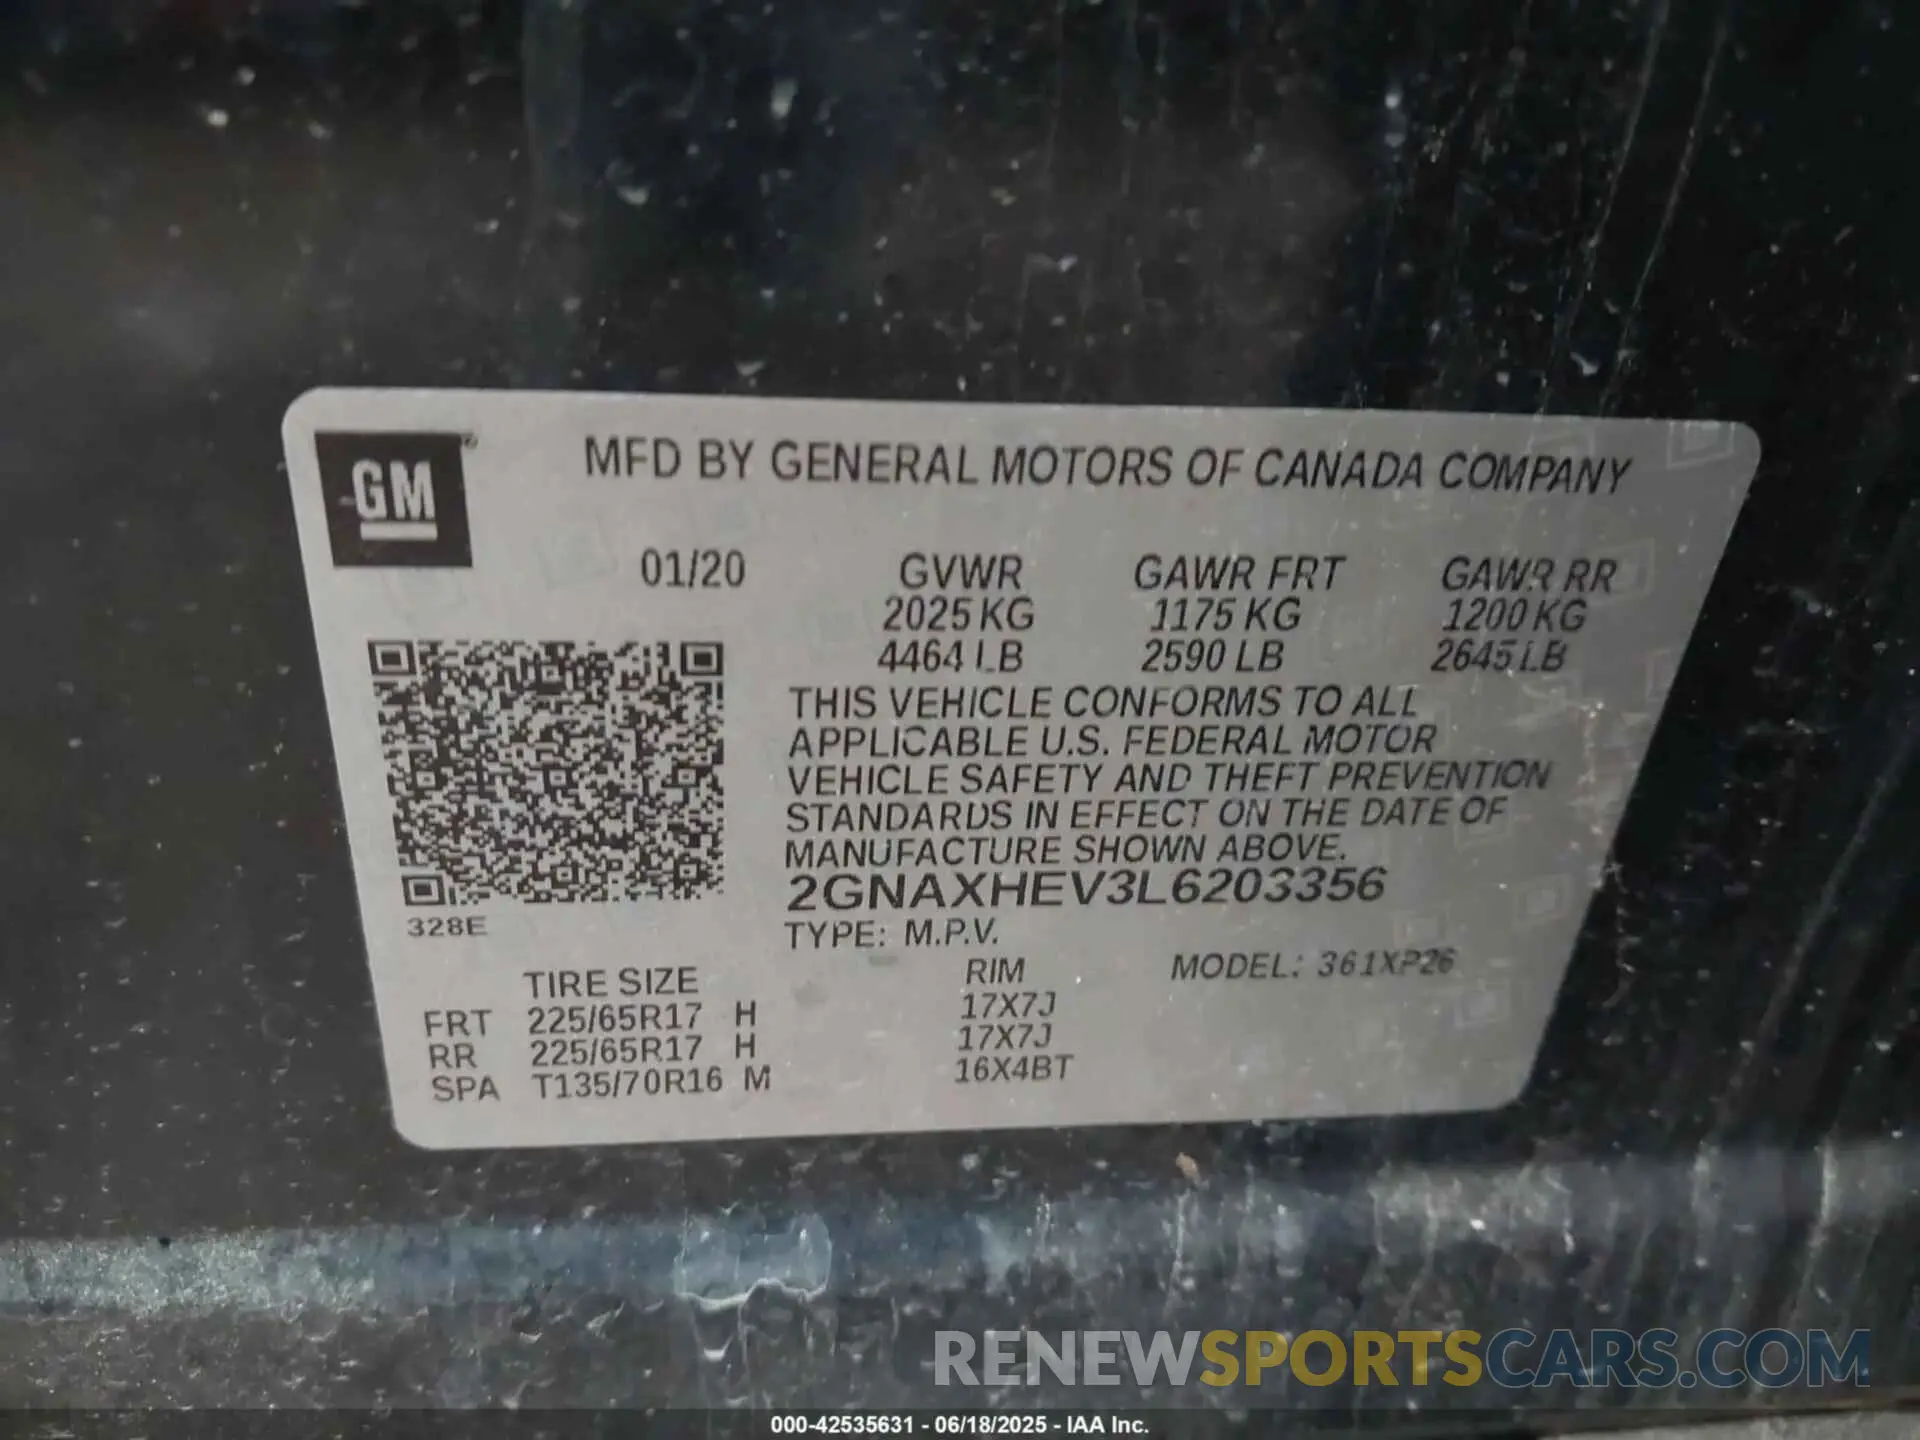 GM®
MFD BY GENERAL MOTORS OF CANADA COMPANY
01/20 GVWR GAWR FRT GAWR RR
2025 KG 1175 KG 1200 KG
4464 LB 2590 LB 2645 LB
THIS VEHICLE CONFORMS TO ALL
APPLICABLE U.S. FEDERAL MOTOR
VEHICLE SAFETY AND THEFT PREVENTION
STANDARDS IN EFFECT ON THE DATE OF
MANUFACTURE SHOWN ABOVE.
2GNAXHEV3L6203356
328E
TYPE: M.P.V.
TIRE SIZE RIM MODEL: 361XP26
FRT 225/65R17 H 17X7J
RR 225/65R17 H 17X7J
SPA T135/70R16 M 16X4BT
RENEWSPORTSCARS.COM
000-42535631 - 06/18/2025 - IAA Inc.